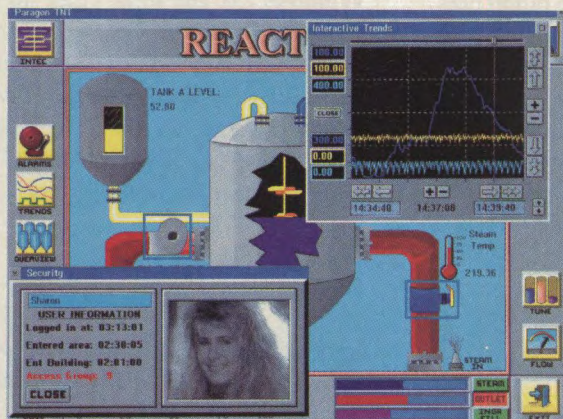 Paragon TNT
INTEC
REACT
Interactive Trends
100.00
400.00
CLOSE
300.00
0.00
0.00
14:34:40
14:37:08
14:39:40
TANK A LEVEL:
52.80
ALARMS
TRENDS
OVERVIEW
Steam
Temp
219.36
Security
Sharon
USER INFORMATION
Logged in at: 03:13:01
Entered area: 02:30:05
Ent Building: 02:01:00
Access Group: 9
CLOSE
STEAM
IN
TUNE
FLOW
STEAM
OUTLET